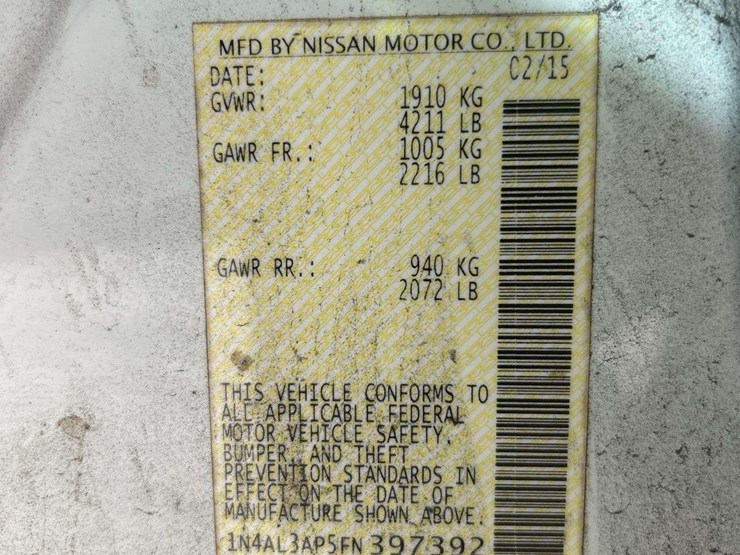 MFD BY NISSAN MOTOR CO., LTD.
DATE: 02/15
GVWR: 1910 KG
4211 LB
GAWR FR.: 1005 KG
2216 LB
GAWR RR.: 940 KG
2072 LB
THIS VEHICLE CONFORMS TO
ALL APPLICABLE FEDERAL
MOTOR VEHICLE SAFETY,
BUMPER, AND THEFT
PREVENTION STANDARDS IN
EFFECT ON THE DATE OF
MANUFACTURE SHOWN ABOVE.
1N4AL3AP5FN397392